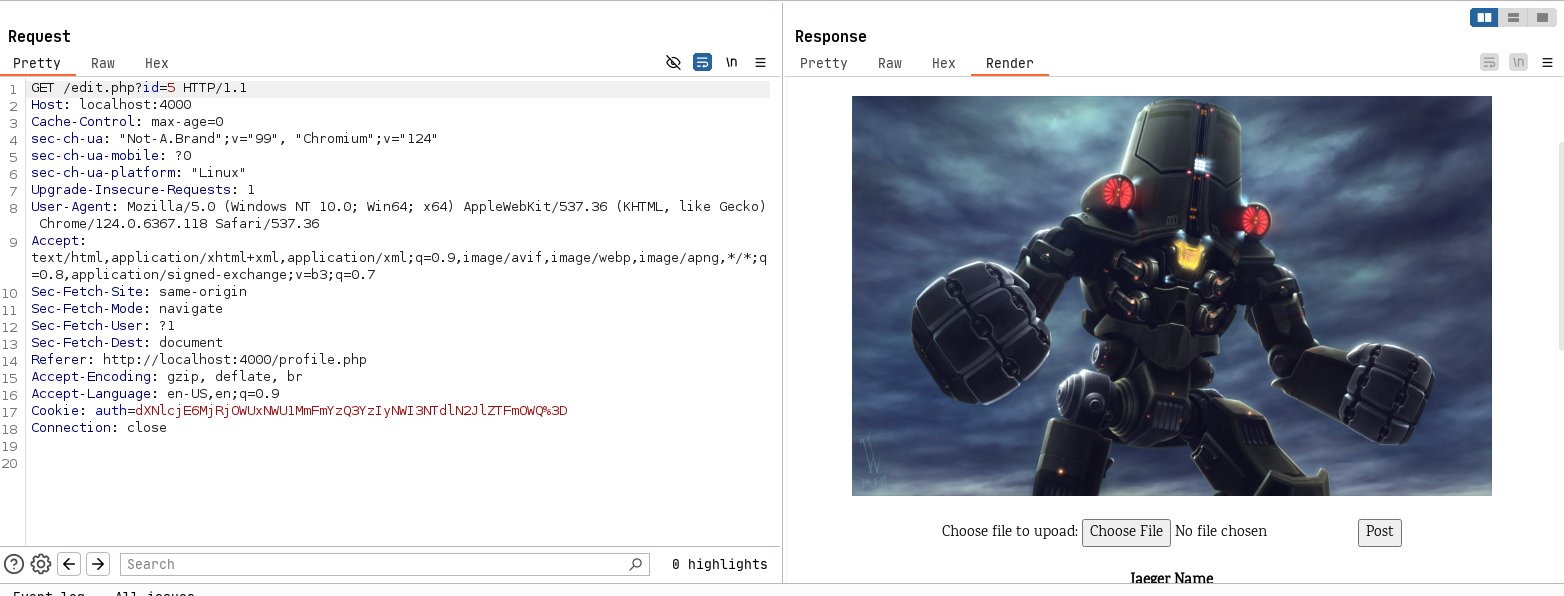 Request
Pretty Raw Hex
\n
1 GET /edit.php?id=5 HTTP/1.1
2 Host: localhost:4000
3 Cache-Control: max-age=0
4 sec-ch-ua: "Not-A.Brand";v="99", "Chromium";v="124"
5 sec-ch-ua-mobile: ?0
6 sec-ch-ua-platform: "Linux"
7 Upgrade-Insecure-Requests: 1
8 User-Agent: Mozilla/5.0 (Windows NT 10.0; Win64; x64) AppleWebKit/537.36 (KHTML, like Gecko)
Chrome/124.0.6367.118 Safari/537.36
9 Accept:
text/html,application/xhtml+xml,application/xml;q=0.9,image/avif,image/webp,image/apng,*/*;q
=0.8,application/signed-exchange;v=b3;q=0.7
10 Sec-Fetch-Site: same-origin
11 Sec-Fetch-Mode: navigate
12 Sec-Fetch-User: ?1
13 Sec-Fetch-Dest: document
14 Referer: http://localhost:4000/profile.php
15 Accept-Encoding: gzip, deflate, br
16 Accept-Language: en-US,en;q=0.9
17 Cookie: auth=dXNlcjE6MjRjOWUxNWU1MmFmYzQ3YzIyNWI3NTdlN2JlZTFmOWQ%3D
18 Connection: close
19
20
Search
0 highlights
Event log All issues
Response
Pretty Raw Hex Render
\n
Choose file to upoad: Choose File No file chosen Post
Jaeger Name